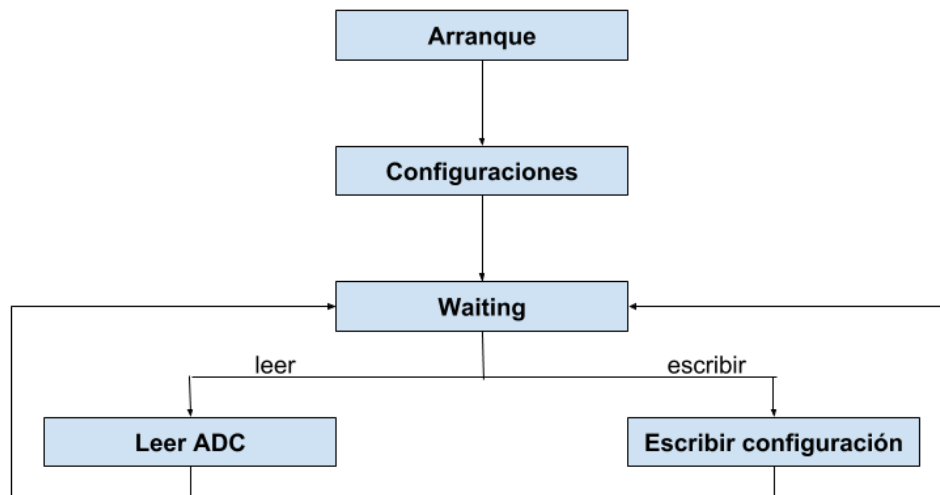 Arranque
Configuraciones
Waiting
leer
escribir
Leer ADC
Escribir configuración